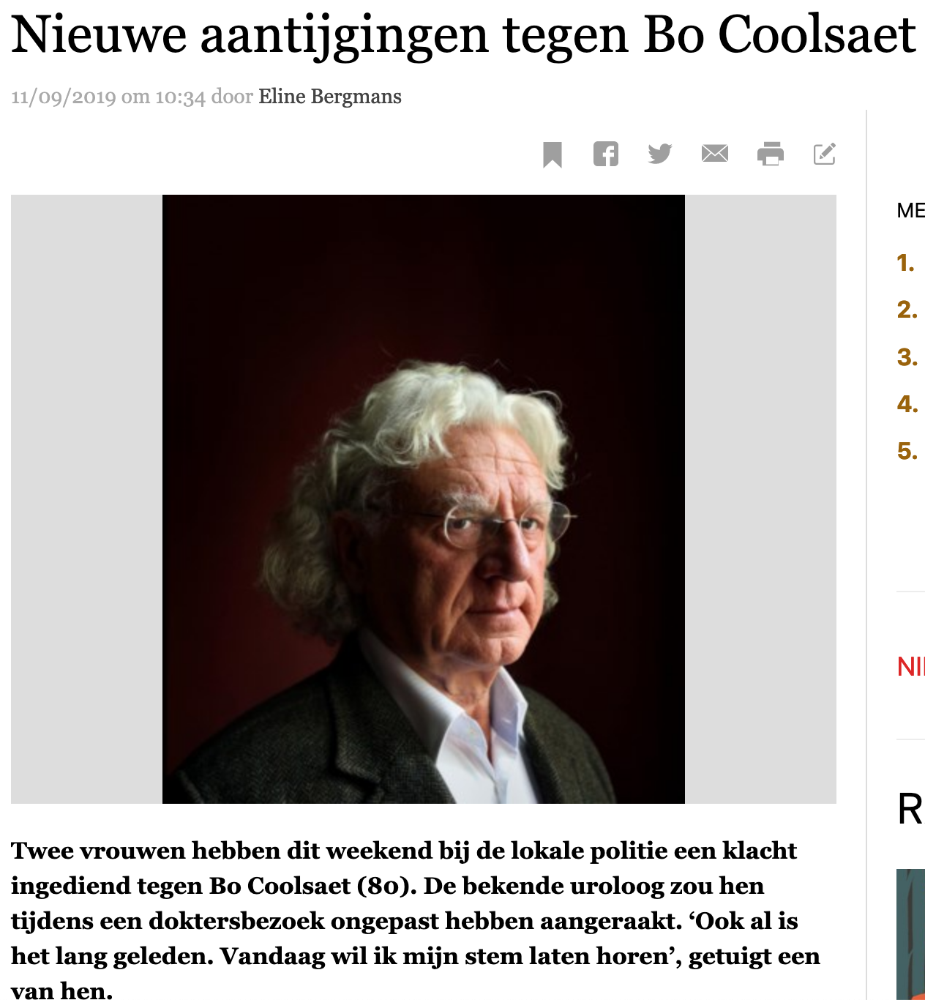 Nieuwe aantijgingen tegen Bo Coolsaet
11/09/2019 om 10:34 door Eline Bergmans
Twee vrouwen hebben dit weekend bij de lokale politie een klacht
ingediend tegen Bo Coolsaet (80). De bekende uroloog zou hen
tijdens een doktersbezoek ongepast hebben aangeraakt. ‘Ook al is
het lang geleden. Vandaag wil ik mijn stem laten horen’, getuigt een
van hen.
ME
1.
2.
3.
4.
5.
R